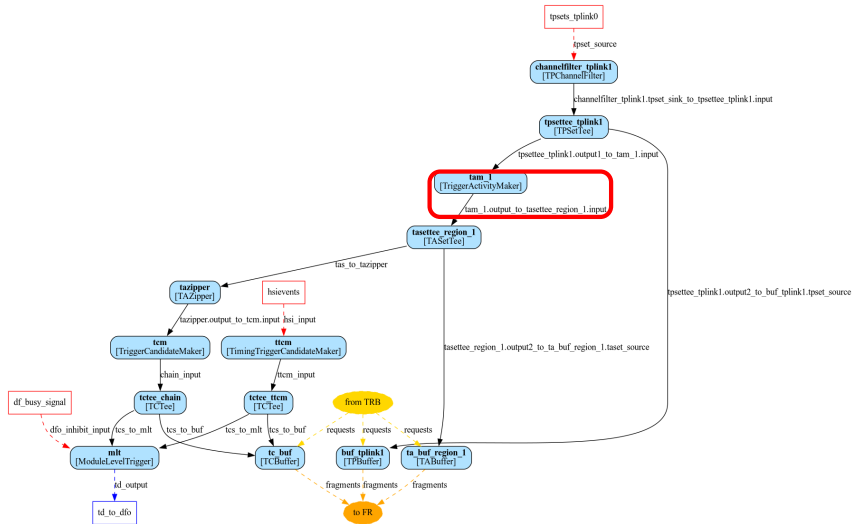 tpsets_tplink0
tpset_source
channelfilter_tplink1
[TPChannelFilter]
channelfilter_tplink1.tpset_sink_to_tpsettee_tplink1.input
tpsettee_tplink1
[TPSetTee]
tpsettee_tplink1.output1_to_tam_1.input
tam_1
[TriggerActivityMaker]
tam_1.output_to_tasettee_region_1.input
tasettee_region_1
[TASetTee]
tas_to_tazipper
tazipper
[TAZipper]
hsievents
tpsettee_tplink1.output2_to_buf_tplink1.tpset_source
tazipper.output_to_tcm.input
hsi_input
tcm
[TriggerCandidateMaker]
ttcm
[TimingTriggerCandidateMaker]
tasettee_region_1.output2_to_ta_buf_region_1.taset_source
chain_input
ttcm_input
df_busy_signal
tctee_chain
[TCTee]
tctee_ttcm
[TCTee]
from TRB
dfo_inhibit_input
tcs_to_mlt
tcs_to_buf
tcs_to_mlt
tcs_to_buf
requests
requests
requests
mlt
[ModuleLevelTrigger]
tc_buf
[TCBuffer]
buf_tplink1
[TPBuffer]
ta_buf_region_1
[TABuffer]
td_output
fragments
fragments
fragments
td_to_dfo
to FR